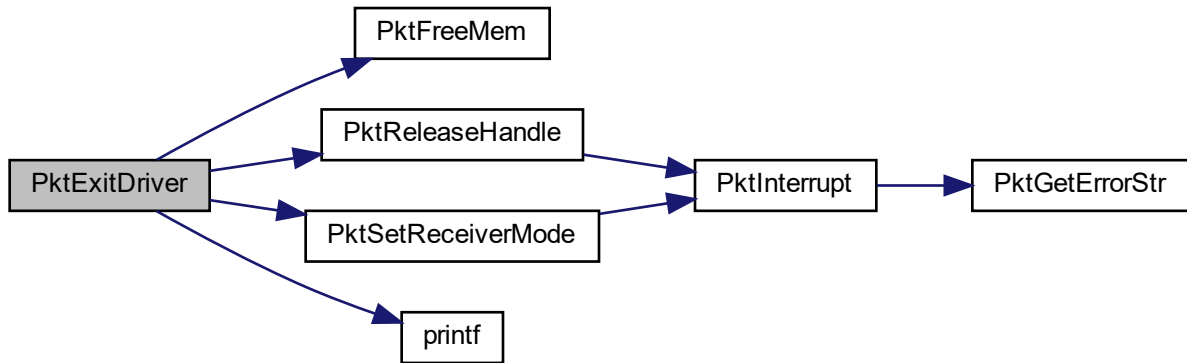 PktFreeMem
PktReleaseHandle
PktExitDriver
PktInterrupt
PktGetErrorStr
PktSetReceiverMode
printf